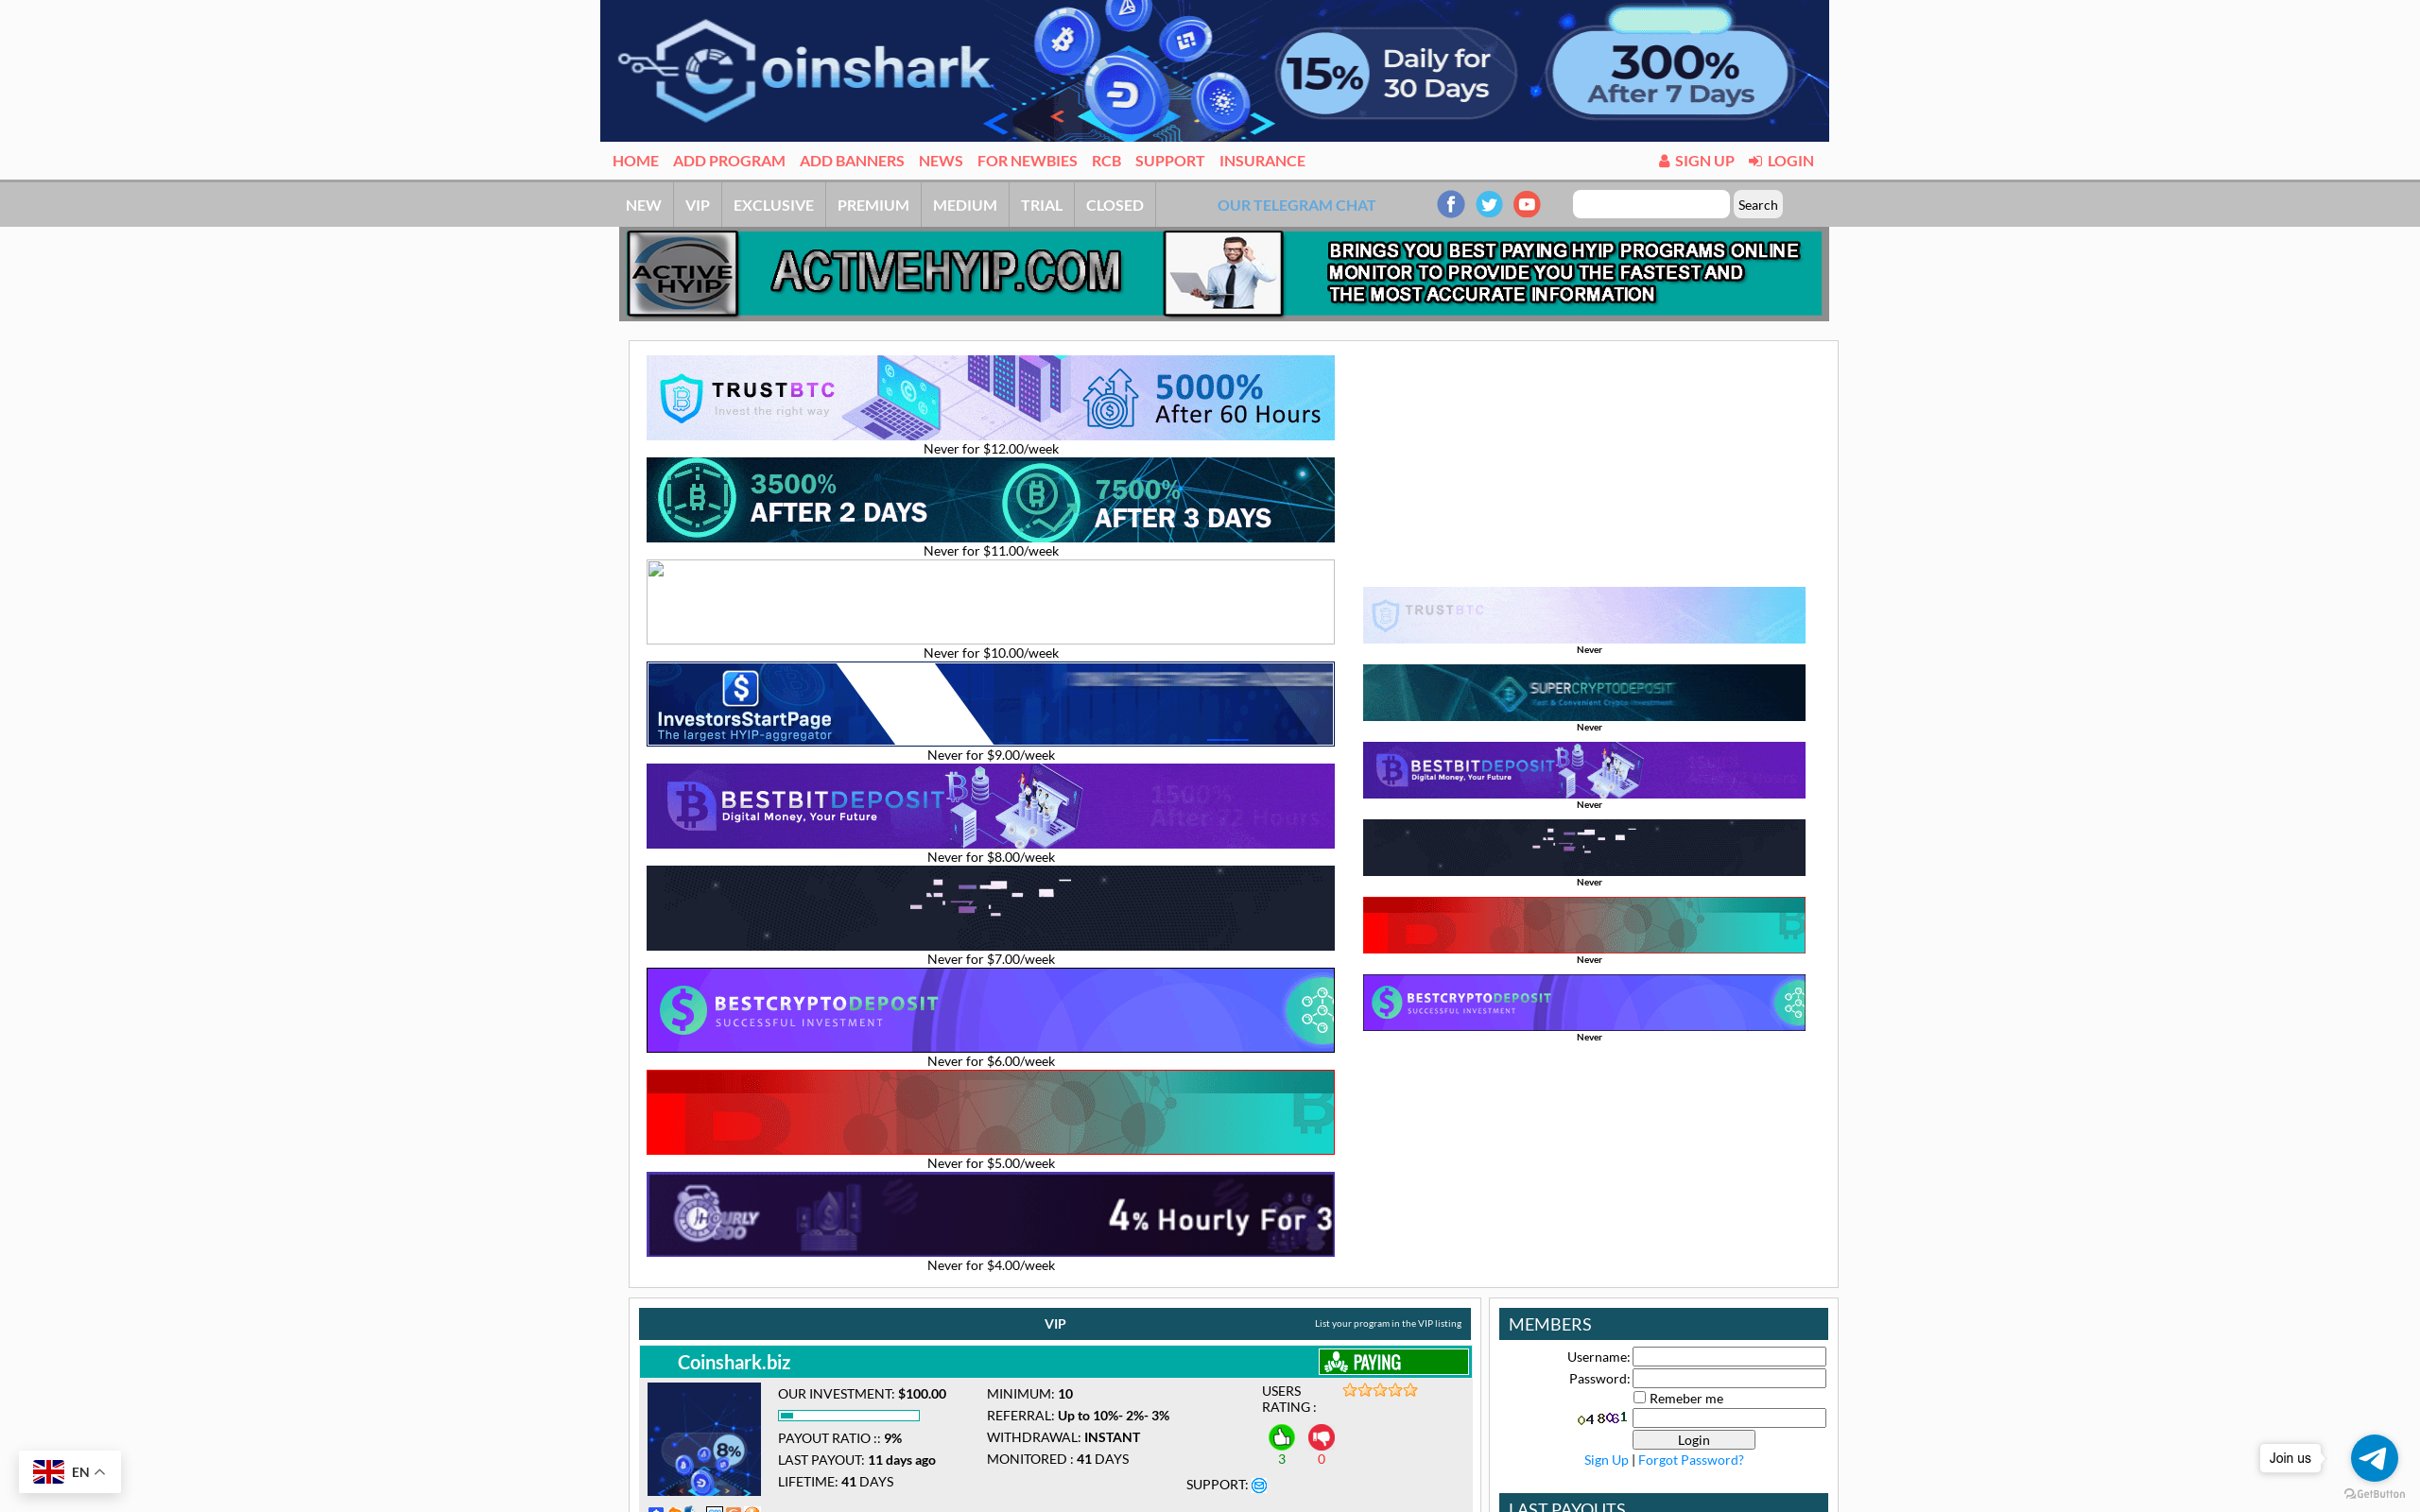 Coinshark
15% Daily for 30 Days
300% After 7 Days
HOME ADD PROGRAM ADD BANNERS NEWS FOR NEWBIES RCB SUPPORT INSURANCE SIGN UP LOGIN
NEW VIP EXCLUSIVE PREMIUM MEDIUM TRIAL CLOSED OUR TELEGRAM CHAT Search
ACTIVE HYIP
ACTIVEHYIP.COM
BRINGS YOU BEST PAYING HYIP PROGRAMS ONLINE
MONITOR TO PROVIDE YOU THE FASTEST AND
THE MOST ACCURATE INFORMATION
TRUSTBTC
Invest the right way
5000%
After 60 Hours
Never for $12.00/week
3500%
AFTER 2 DAYS
7500%
AFTER 3 DAYS
Never for $11.00/week
Never for $10.00/week
InvestorsStartPage
The largest HYIP-aggregator
Never for $9.00/week
BESTBITDEPOSIT
Digital Money, Your Future
1500%
After 72 Hours
Never for $8.00/week
Never for $7.00/week
BESTCRYPTODEPOSIT
SUCCESSFUL INVESTMENT
Never for $6.00/week
Never for $5.00/week
HOURLY
4% Hourly For 3
Never for $4.00/week
TRUSTBTC
Never
SUPERCRYPTODEPOSIT
Fast & Convenient Crypto Investment
Never
BESTBITDEPOSIT
Digital Money, Your Future
Never
Never
Never
BESTCRYPTODEPOSIT
SUCCESSFUL INVESTMENT
Never
VIP
List your program in the VIP listing
Coinshark.biz
PAYING
8%
OUR INVESTMENT: $100.00
PAYOUT RATIO :: 9%
LAST PAYOUT: 11 days ago
LIFETIME: 41 DAYS
MINIMUM: 10
REFERRAL: Up to 10%- 2%- 3%
WITHDRAWAL: INSTANT
MONITORED : 41 DAYS
USERS
RATING :
3 0
SUPPORT:
MEMBERS
Username:
Password:
Remeber me
048061
Login
Sign Up | Forgot Password?
LAST PAYOUTS
EN
Join us
GetButton